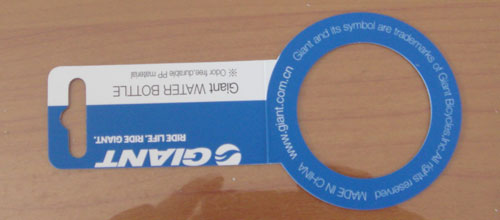 GIANT
RIDE LIFE. RIDE GIANT.
Giant WATER BOTTLE
※ Odor free,durable PP material
www.giant.com.cn
Giant and its symbol are trademarks of Giant Bicycles,Inc.All rights reserved
MADE IN CHINA